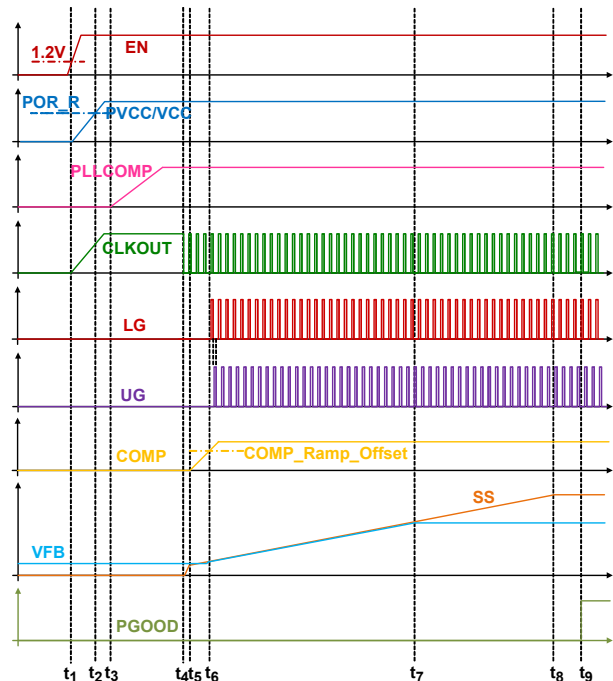 EN
1.2V
POR_R
PVCC/VCC
PLLCOMP
CLKOUT
LG
UG
COMP
COMP_Ramp_Offset
SS
VFB
PGOOD
t1 t2 t3 t4 t5 t6 t7 t8 t9